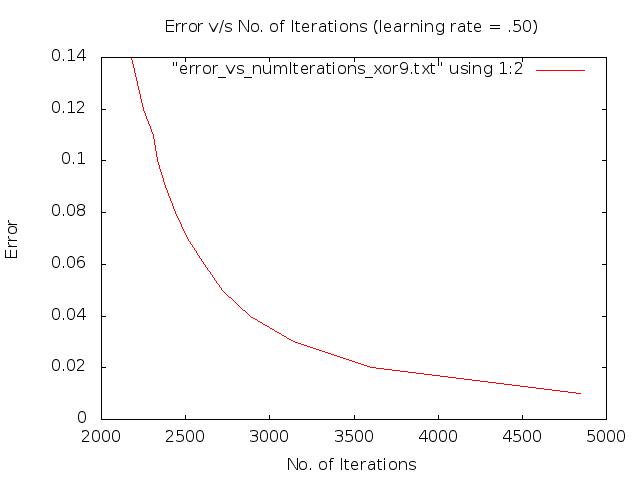 Error v/s No. of Iterations (learning rate = .50)
"error_vs_numIterations_xor9.txt" using 1:2
0.14
0.12
0.1
0.08
0.06
0.04
0.02
0
Error
2000 2500 3000 3500 4000 4500 5000
No. of Iterations